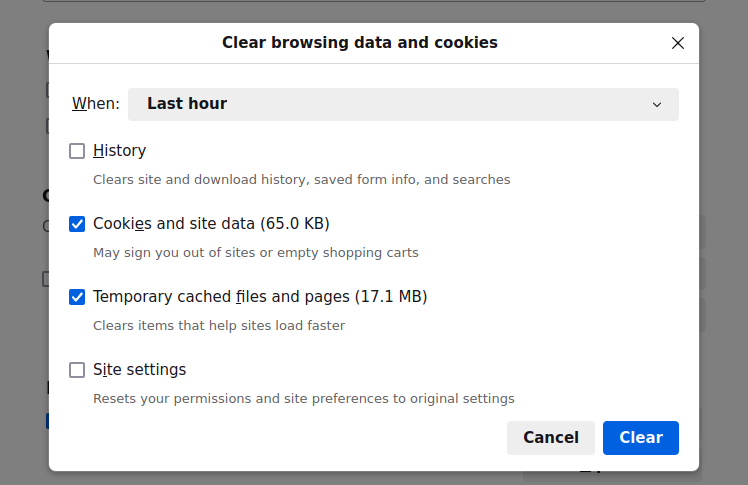 Clear browsing data and cookies
When: Last hour
History
Clears site and download history, saved form info, and searches
Cookies and site data (65.0 KB)
May sign you out of sites or empty shopping carts
Temporary cached files and pages (17.1 MB)
Clears items that help sites load faster
Site settings
Resets your permissions and site preferences to original settings
Cancel Clear